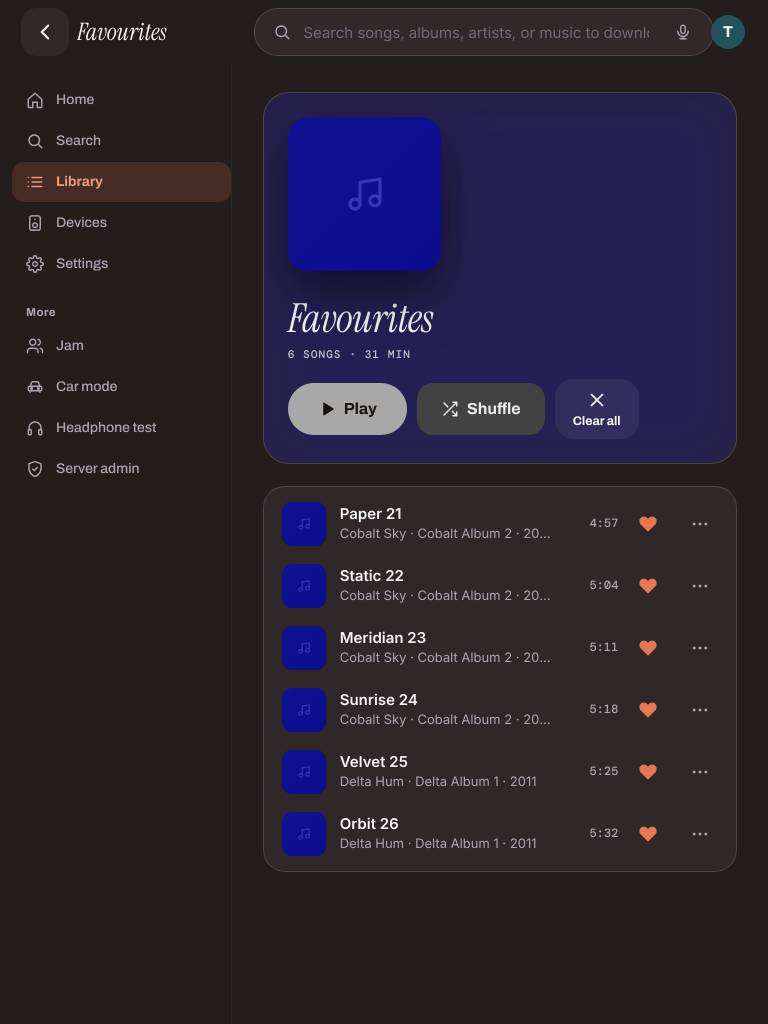 Favourites
Search songs, albums, artists, or music to downl
T
Home
Search
Library
Devices
Settings
More
Jam
Car mode
Headphone test
Server admin
Favourites
6 SONGS · 31 MIN
Play
Shuffle
Clear all
Paper 21
Cobalt Sky · Cobalt Album 2 · 20...
4:57
Static 22
Cobalt Sky · Cobalt Album 2 · 20...
5:04
Meridian 23
Cobalt Sky · Cobalt Album 2 · 20...
5:11
Sunrise 24
Cobalt Sky · Cobalt Album 2 · 20...
5:18
Velvet 25
Delta Hum · Delta Album 1 · 2011
5:25
Orbit 26
Delta Hum · Delta Album 1 · 2011
5:32